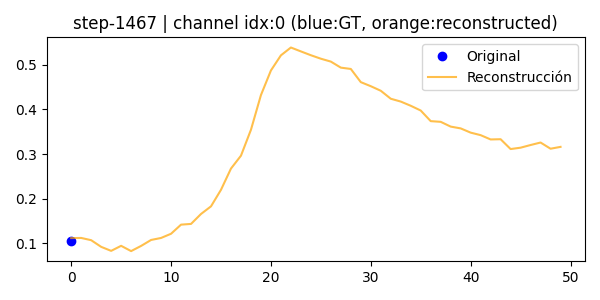 step-1467 | channel idx:0 (blue:GT, orange:reconstructed)
Original
Reconstrucción
0.5
0.4
0.3
0.2
0.1
0 10 20 30 40 50